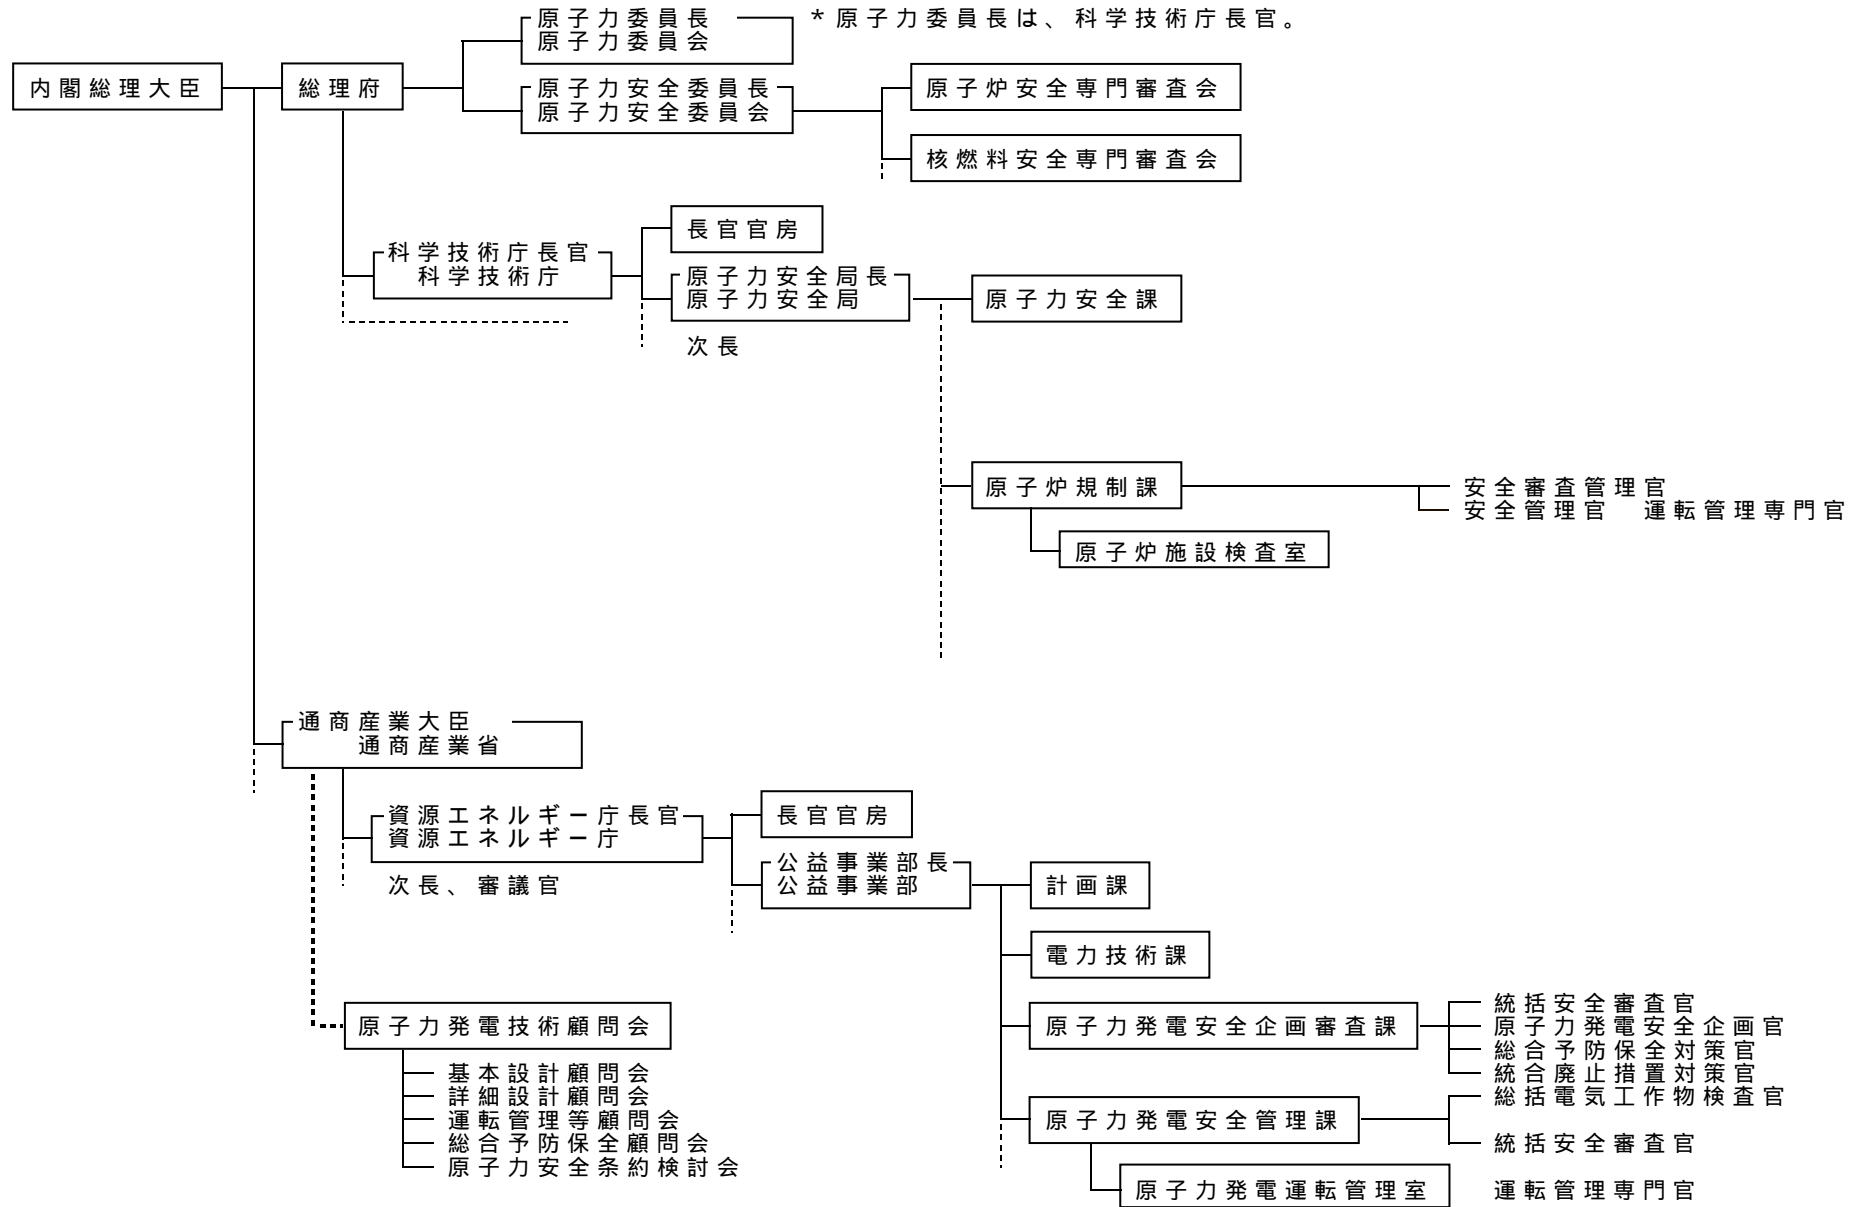 原子力委員長
原子力委員会
＊原子力委員長は、科学技術庁長官。
内閣総理大臣
総理府
原子力安全委員長
原子力安全委員会
原子炉安全専門審査会
核燃料安全専門審査会
長官官房
科学技術庁長官
科学技術庁
原子力安全局長
原子力安全局
原子力安全課
次長
原子炉規制課
安全審査管理官
安全管理官　運転管理専門官
原子炉施設検査室
通商産業大臣
通商産業省
資源エネルギー庁長官
資源エネルギー庁
長官官房
次長、審議官
公益事業部長
公益事業部
計画課
電力技術課
原子力発電技術顧問会
原子力発電安全企画審査課
統括安全審査官
原子力発電安全企画官
総合予防保全対策官
統合廃止措置対策官
基本設計顧問会
詳細設計顧問会
運転管理等顧問会
総合予防保全顧問会
原子力安全条約検討会
原子力発電安全管理課
総括電気工作物検査官
統括安全審査官
原子力発電運転管理室
運転管理専門官